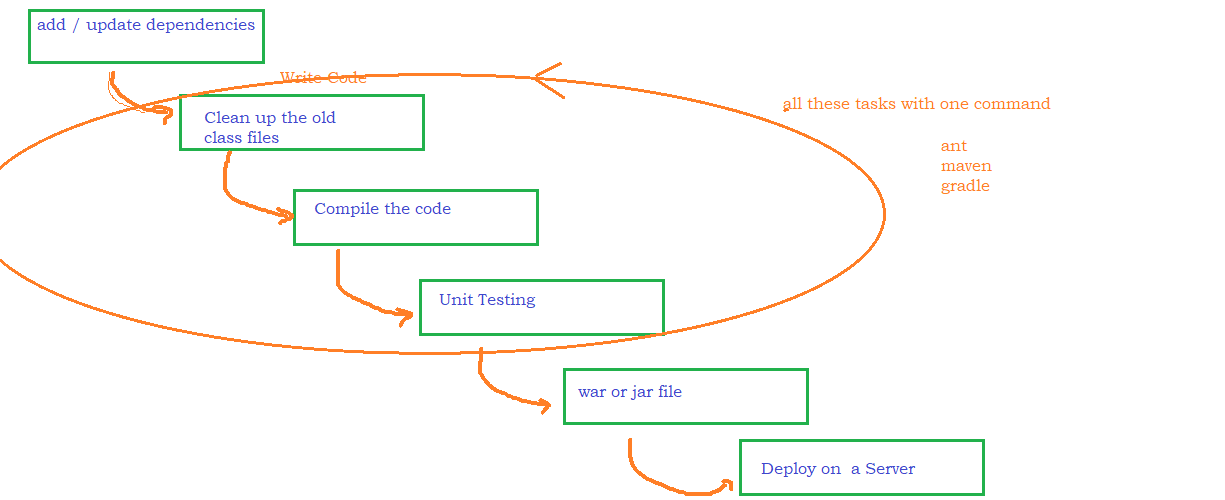 add / update dependencies
Write Code
Clean up the old
class files
all these tasks with one command
ant
maven
gradle
Compile the code
Unit Testing
war or jar file
Deploy on a Server